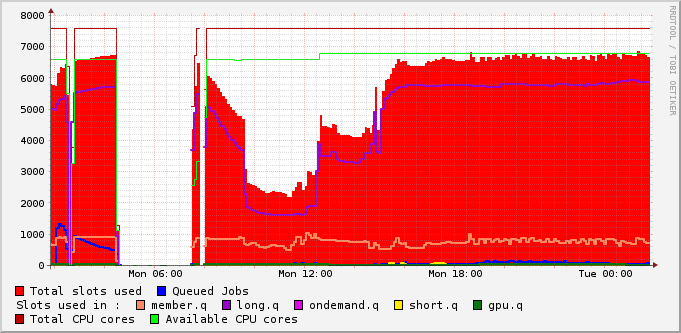 RRDTOOL / TOBI OETIKER
8000
7000
6000
5000
4000
3000
2000
1000
0
Mon 06:00 Mon 12:00 Mon 18:00 Tue 00:00
Total slots used Queued Jobs
Slots used in : member.q long.q ondemand.q short.q gpu.q
Total CPU cores Available CPU cores